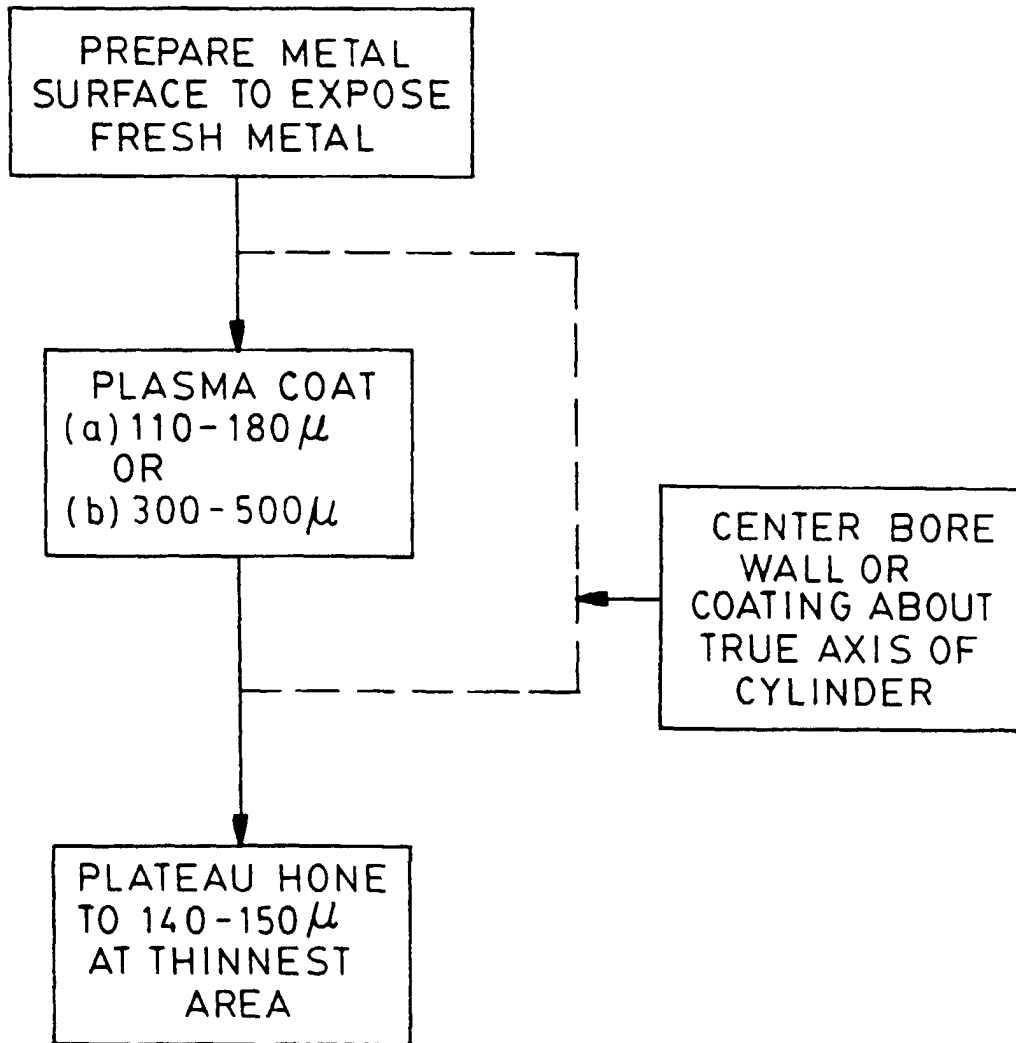 PREPARE METAL
SURFACE TO EXPOSE
FRESH METAL
PLASMA COAT
(a) 110-180μ
OR
(b) 300-500μ
CENTER BORE
WALL OR
COATING ABOUT
TRUE AXIS OF
CYLINDER
PLATEAU HONE
TO 140-150μ
AT THINNEST
AREA